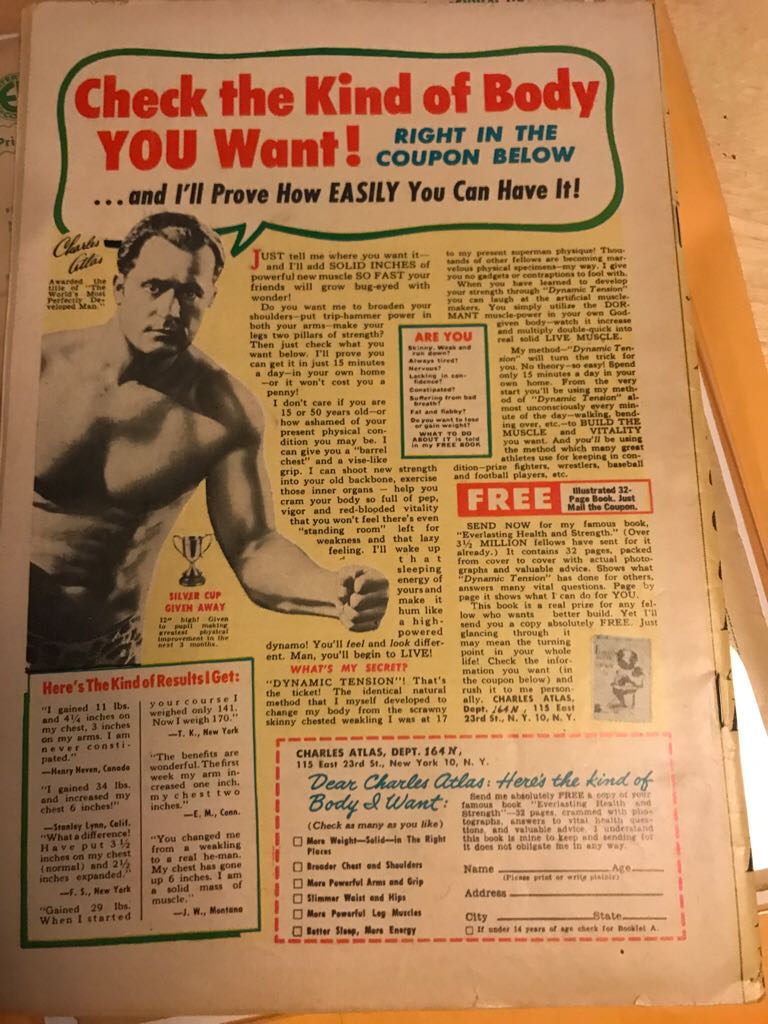 Check the Kind of Body
YOU Want!
RIGHT IN THE
COUPON BELOW
...and I'll Prove How EASILY You Can Have It!
Charles
Atlas
Awarded the
title of "The
World's Most
Perfectly De-
veloped Man."
JUST tell me where you want it—
and I'll add SOLID INCHES of
powerful new muscle SO FAST your
friends will grow bug-eyed with
wonder!
Do you want me to broaden your
shoulders—put trip-hammer power in
both your arms—make your
legs two pillars of strength?
Then just check what you
want below. I'll prove you
can get it in just 15 minutes
a day—in your own home
—or it won't cost you a
penny!
I don't care if you are
15 or 50 years old—or
how ashamed of your
present physical con-
dition you may be. I
can give you a "barrel
chest" and a vise-like
grip. I can shoot new strength
into your old backbone, exercise
those inner organs — help you
cram your body so full of pep,
vigor and red-blooded vitality
that you won't feel there's even
"standing room" left for
weakness and that lazy
feeling. I'll wake up
that
sleeping
energy of
yours and
make it
hum like
a high-
powered
dynamo! You'll feel and look differ-
ent. Man, you'll begin to LIVE!
WHAT'S MY SECRET?
"DYNAMIC TENSION"! That's
the ticket! The identical natural
method that I myself developed to
change my body from the scrawny
skinny chested weakling I was at 17
SILVER CUP
GIVEN AWAY
12" high! Given
to pupil making
greatest physical
improvement in the
next 3 months.
to my present superman physique! Thou-
sands of other fellows are becoming mar-
velous physical specimens—my way. I give
you no gadgets or contraptions to fool with.
When you have learned to develop
your strength through "Dynamic Tension"
you can laugh at the artificial muscle-
makers. You simply utilize the DOR-
MANT muscle-power in your own God-
given body—watch it increase
and multiply double-quick into
real solid LIVE MUSCLE.
My method—"Dynamic Ten-
sion" will turn the trick for
you. No theory—so easy! Spend
only 15 minutes a day in your
own home. From the very
start you'll be using my meth-
od of "Dynamic Tension" al-
most unconsciously every min-
ute of the day—walking, bend-
ing over, etc.—to BUILD THE
MUSCLE and VITALITY
you want. And you'll be using
the method which many great
athletes use for keeping in con-
dition—prize fighters, wrestlers, baseball
and football players, etc.
ARE YOU
Skinny, Weak and
run down?
Always tired?
Nervous?
Lacking in con-
fidence?
Constipated?
Suffering from bad
breath?
Fat and flabby?
Do you want to lose
or gain weight?
WHAT TO DO
ABOUT IT is told
in my FREE BOOK
FREE
Illustrated 32-
Page Book. Just
Mail the Coupon.
SEND NOW for my famous book,
"Everlasting Health and Strength." (Over
3½ MILLION fellows have sent for it
already.) It contains 32 pages, packed
from cover to cover with actual photo-
graphs and valuable advice. Shows what
"Dynamic Tension" has done for others,
answers many vital questions. Page by
page it shows what I can do for YOU.
This book is a real prize for any fel-
low who wants better build. Yet I'll
send you a copy absolutely FREE. Just
glancing through it
may mean the turning
point in your whole
life! Check the infor-
mation you want (in
the coupon below) and
rush it to me person-
ally. CHARLES ATLAS,
Dept. 164N, 115 East
23rd St., N. Y. 10, N. Y.
Here's The Kind of Results I Get:
"I gained 11 lbs.
and 4¼ inches on
my chest, 3 inches
on my arms. I am
never consti-
pated."
—Henry Neven, Canada
"I gained 34 lbs.
and increased my
chest 6 inches!"
—Stanley Lynn, Calif.
"What a difference!
Have put 3½
inches on my chest
(normal) and 2½
inches expanded."
—F. S., New York
"Gained 29 lbs.
When I started
your course I
weighed only 141.
Now I weigh 170."
—T. K., New York
"The benefits are
wonderful. The first
week my arm in-
creased one inch,
my chest two
inches."
—E. M., Conn.
"You changed me
from a weakling
to a real he-man.
My chest has gone
up 6 inches. I am
a solid mass of
muscle."
—J. W., Montana
CHARLES ATLAS, DEPT. 164N,
115 East 23rd St., New York 10, N. Y.
Dear Charles Atlas: Here's the kind of
Body I Want:
(Check as many as you like)
More Weight—Solid—in The Right
Places
Broader Chest and Shoulders
More Powerful Arms and Grip
Slimmer Waist and Hips
More Powerful Leg Muscles
Better Sleep, More Energy
Send me absolutely FREE a copy of your
famous book "Everlasting Health and
Strength"—32 pages, crammed with pho-
tographs, answers to vital health ques-
tions, and valuable advice. I understand
this book is mine to keep and sending for
it does not obligate me in any way.
Name Age
(Please print or write plainly)
Address
City State
If under 14 years of age check for Booklet A.